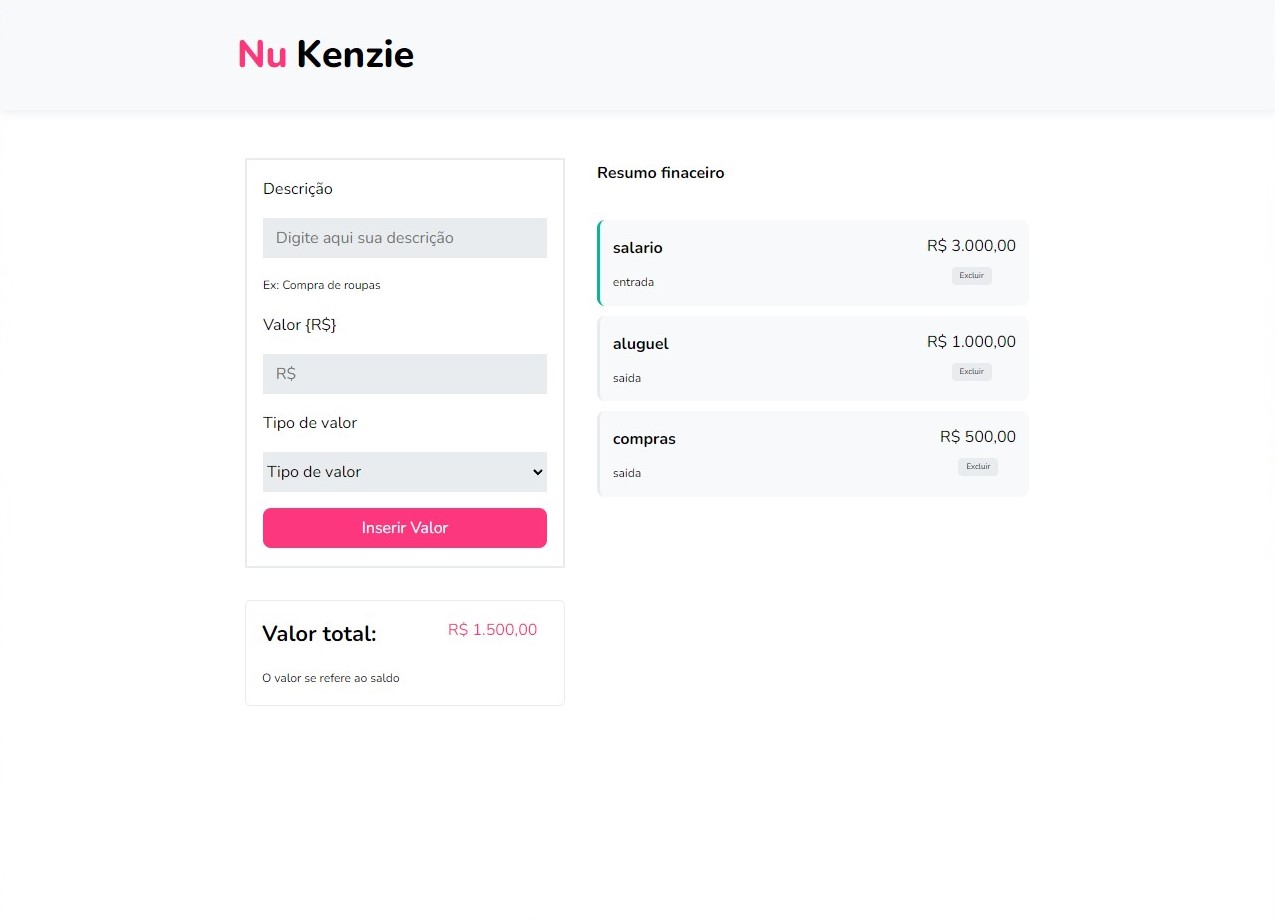 Nu Kenzie
Descrição
Digite aqui sua descrição
Ex: Compra de roupas
Valor {R$}
R$
Tipo de valor
Tipo de valor
Inserir Valor
Valor total:
R$ 1.500,00
O valor se refere ao saldo
Resumo finaceiro
salario
R$ 3.000,00
entrada
Excluir
aluguel
R$ 1.000,00
saida
Excluir
compras
R$ 500,00
saida
Excluir